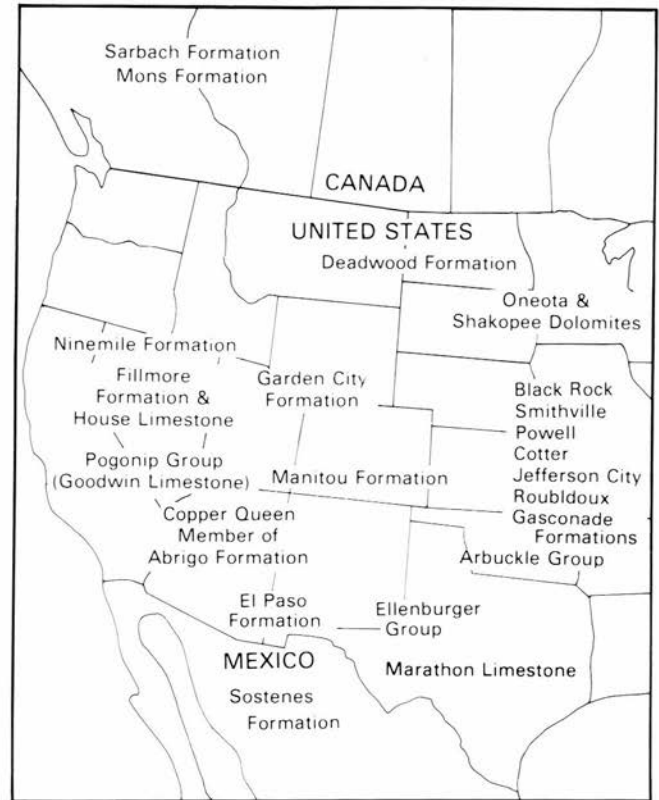 Sarbach Formation
Mons Formation
CANADA
UNITED STATES
Deadwood Formation
Oneota &
Shakopee Dolomites
Ninemile Formation
Fillmore
Formation &
House Limestone
Garden City
Formation
Black Rock
Smithville
Powell
Cotter
Jefferson City
Roubldoux
Gasconade
Formations
Pogonip Group
(Goodwin Limestone)
Manitou Formation
Copper Queen
Member of
Abrigo Formation
Arbuckle Group
El Paso
Formation
Ellenburger
Group
MEXICO
Marathon Limestone
Sostenes
Formation